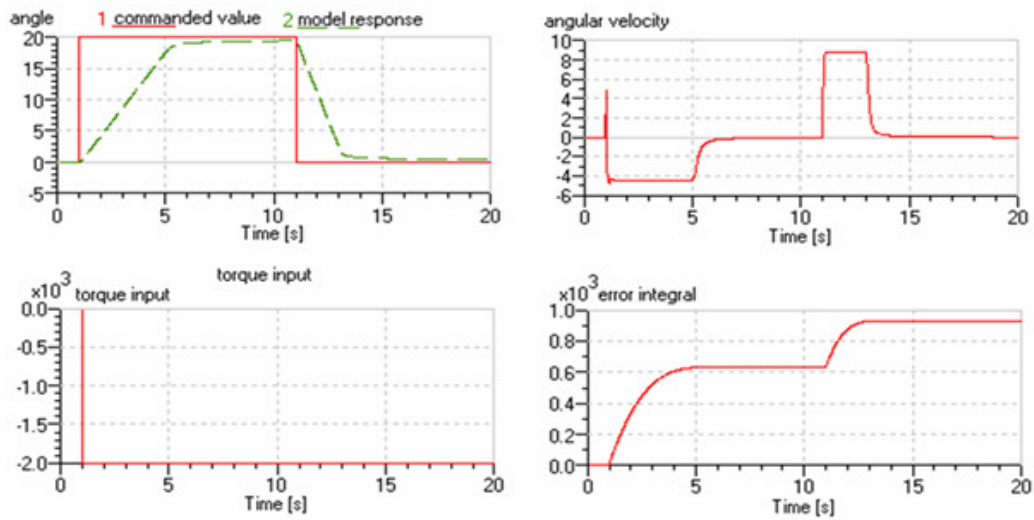 angle 1 commanded value 2 model response
20
15
10
5
0
-5
0 5 10 15 20
Time [s]
angular velocity
10
8
6
4
2
0
-2
-4
-6
0 5 10 15 20
Time [s]
torque input
x10³ torque input
0.0
-0.5
-1.0
-1.5
-2.0
0 5 10 15 20
Time [s]
x10³ error integral
1.0
0.8
0.6
0.4
0.2
0.0
0 5 10 15 20
Time [s]